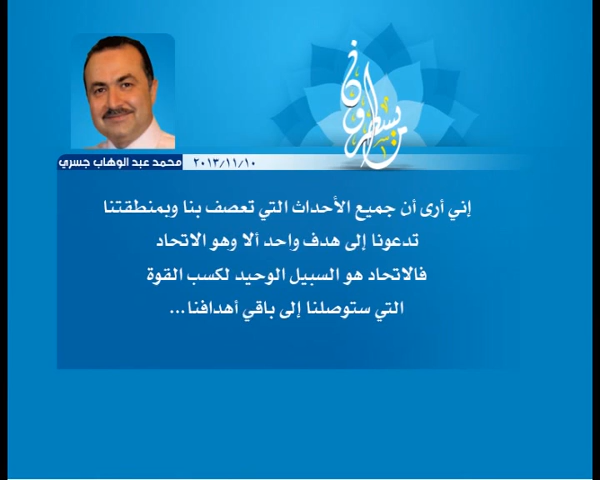 محمد عبد الوهاب جسري
٢٠١٣/١١/١٠
إني أرى أن جميع الأحداث التي تعصف بنا وبمنطقتنا
تدعونا إلى هدف واحد ألا وهو الاتحاد
فالاتحاد هو السبيل الوحيد لكسب القوة
التي ستوصلنا إلى باقي أهدافنا...